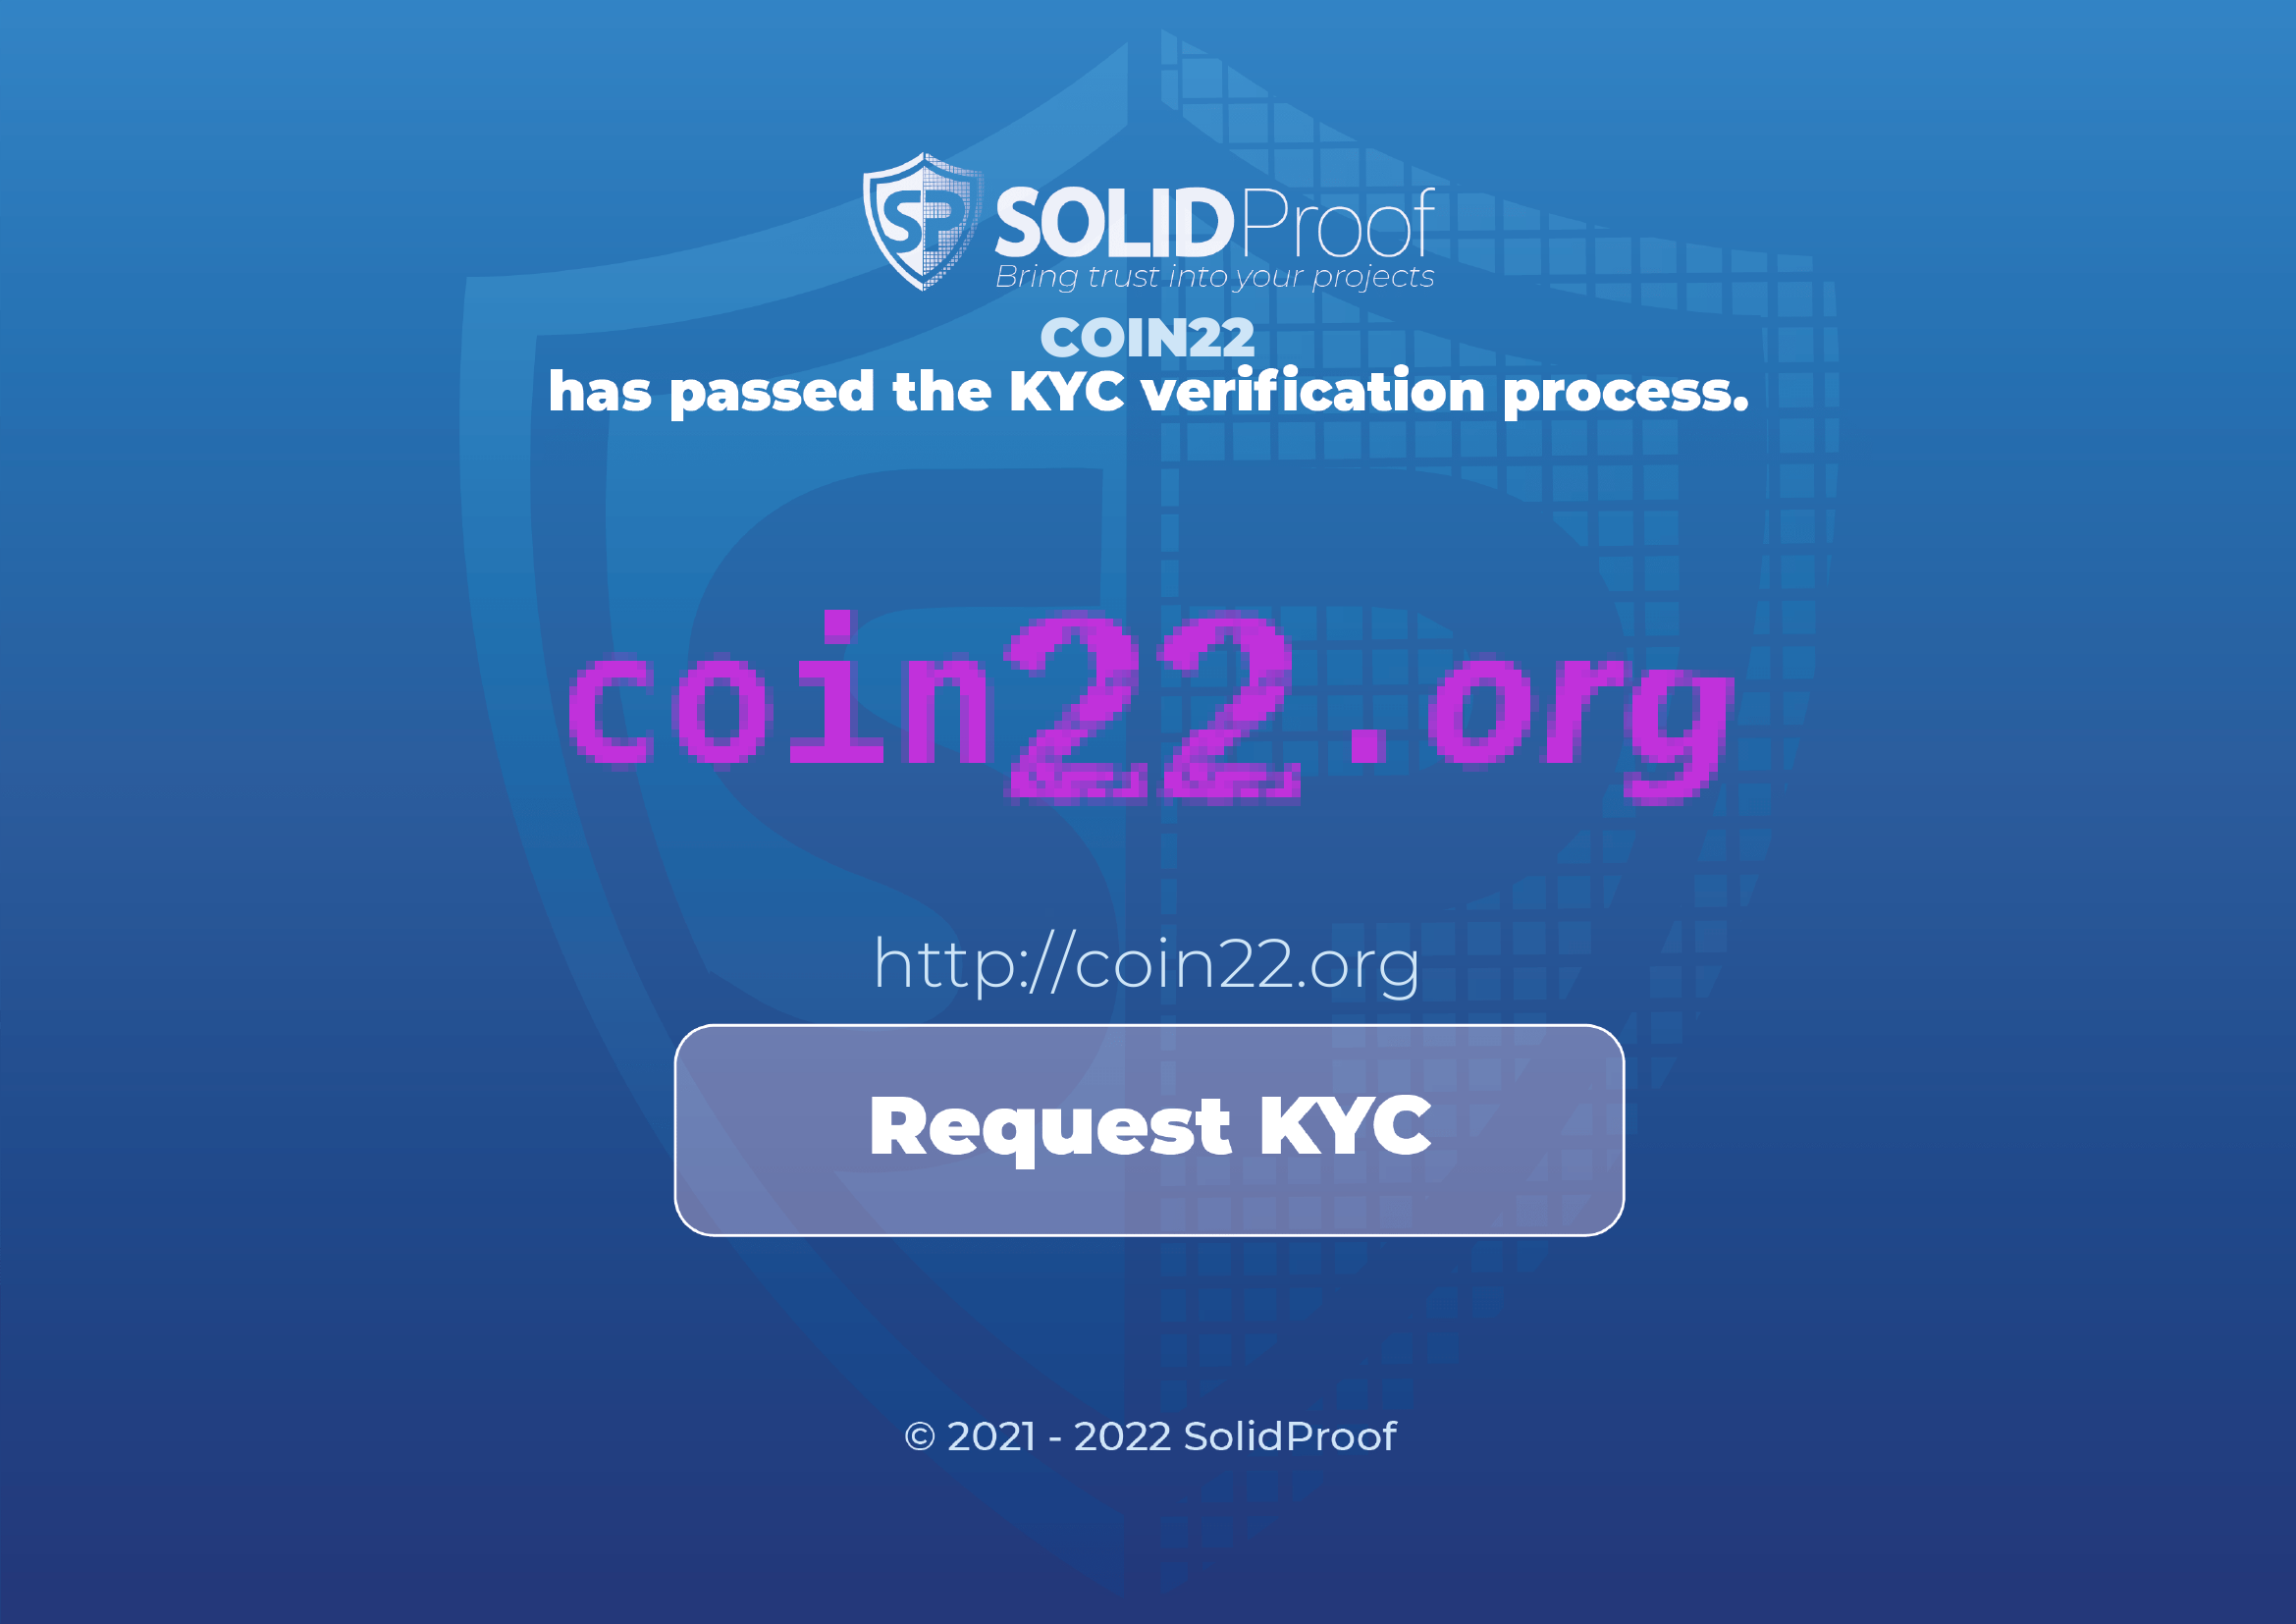 SP SOLIDProof
Bring trust into your projects
COIN22
has passed the KYC verification process.
coin22.org
http://coin22.org
Request KYC
© 2021 - 2022 SolidProof